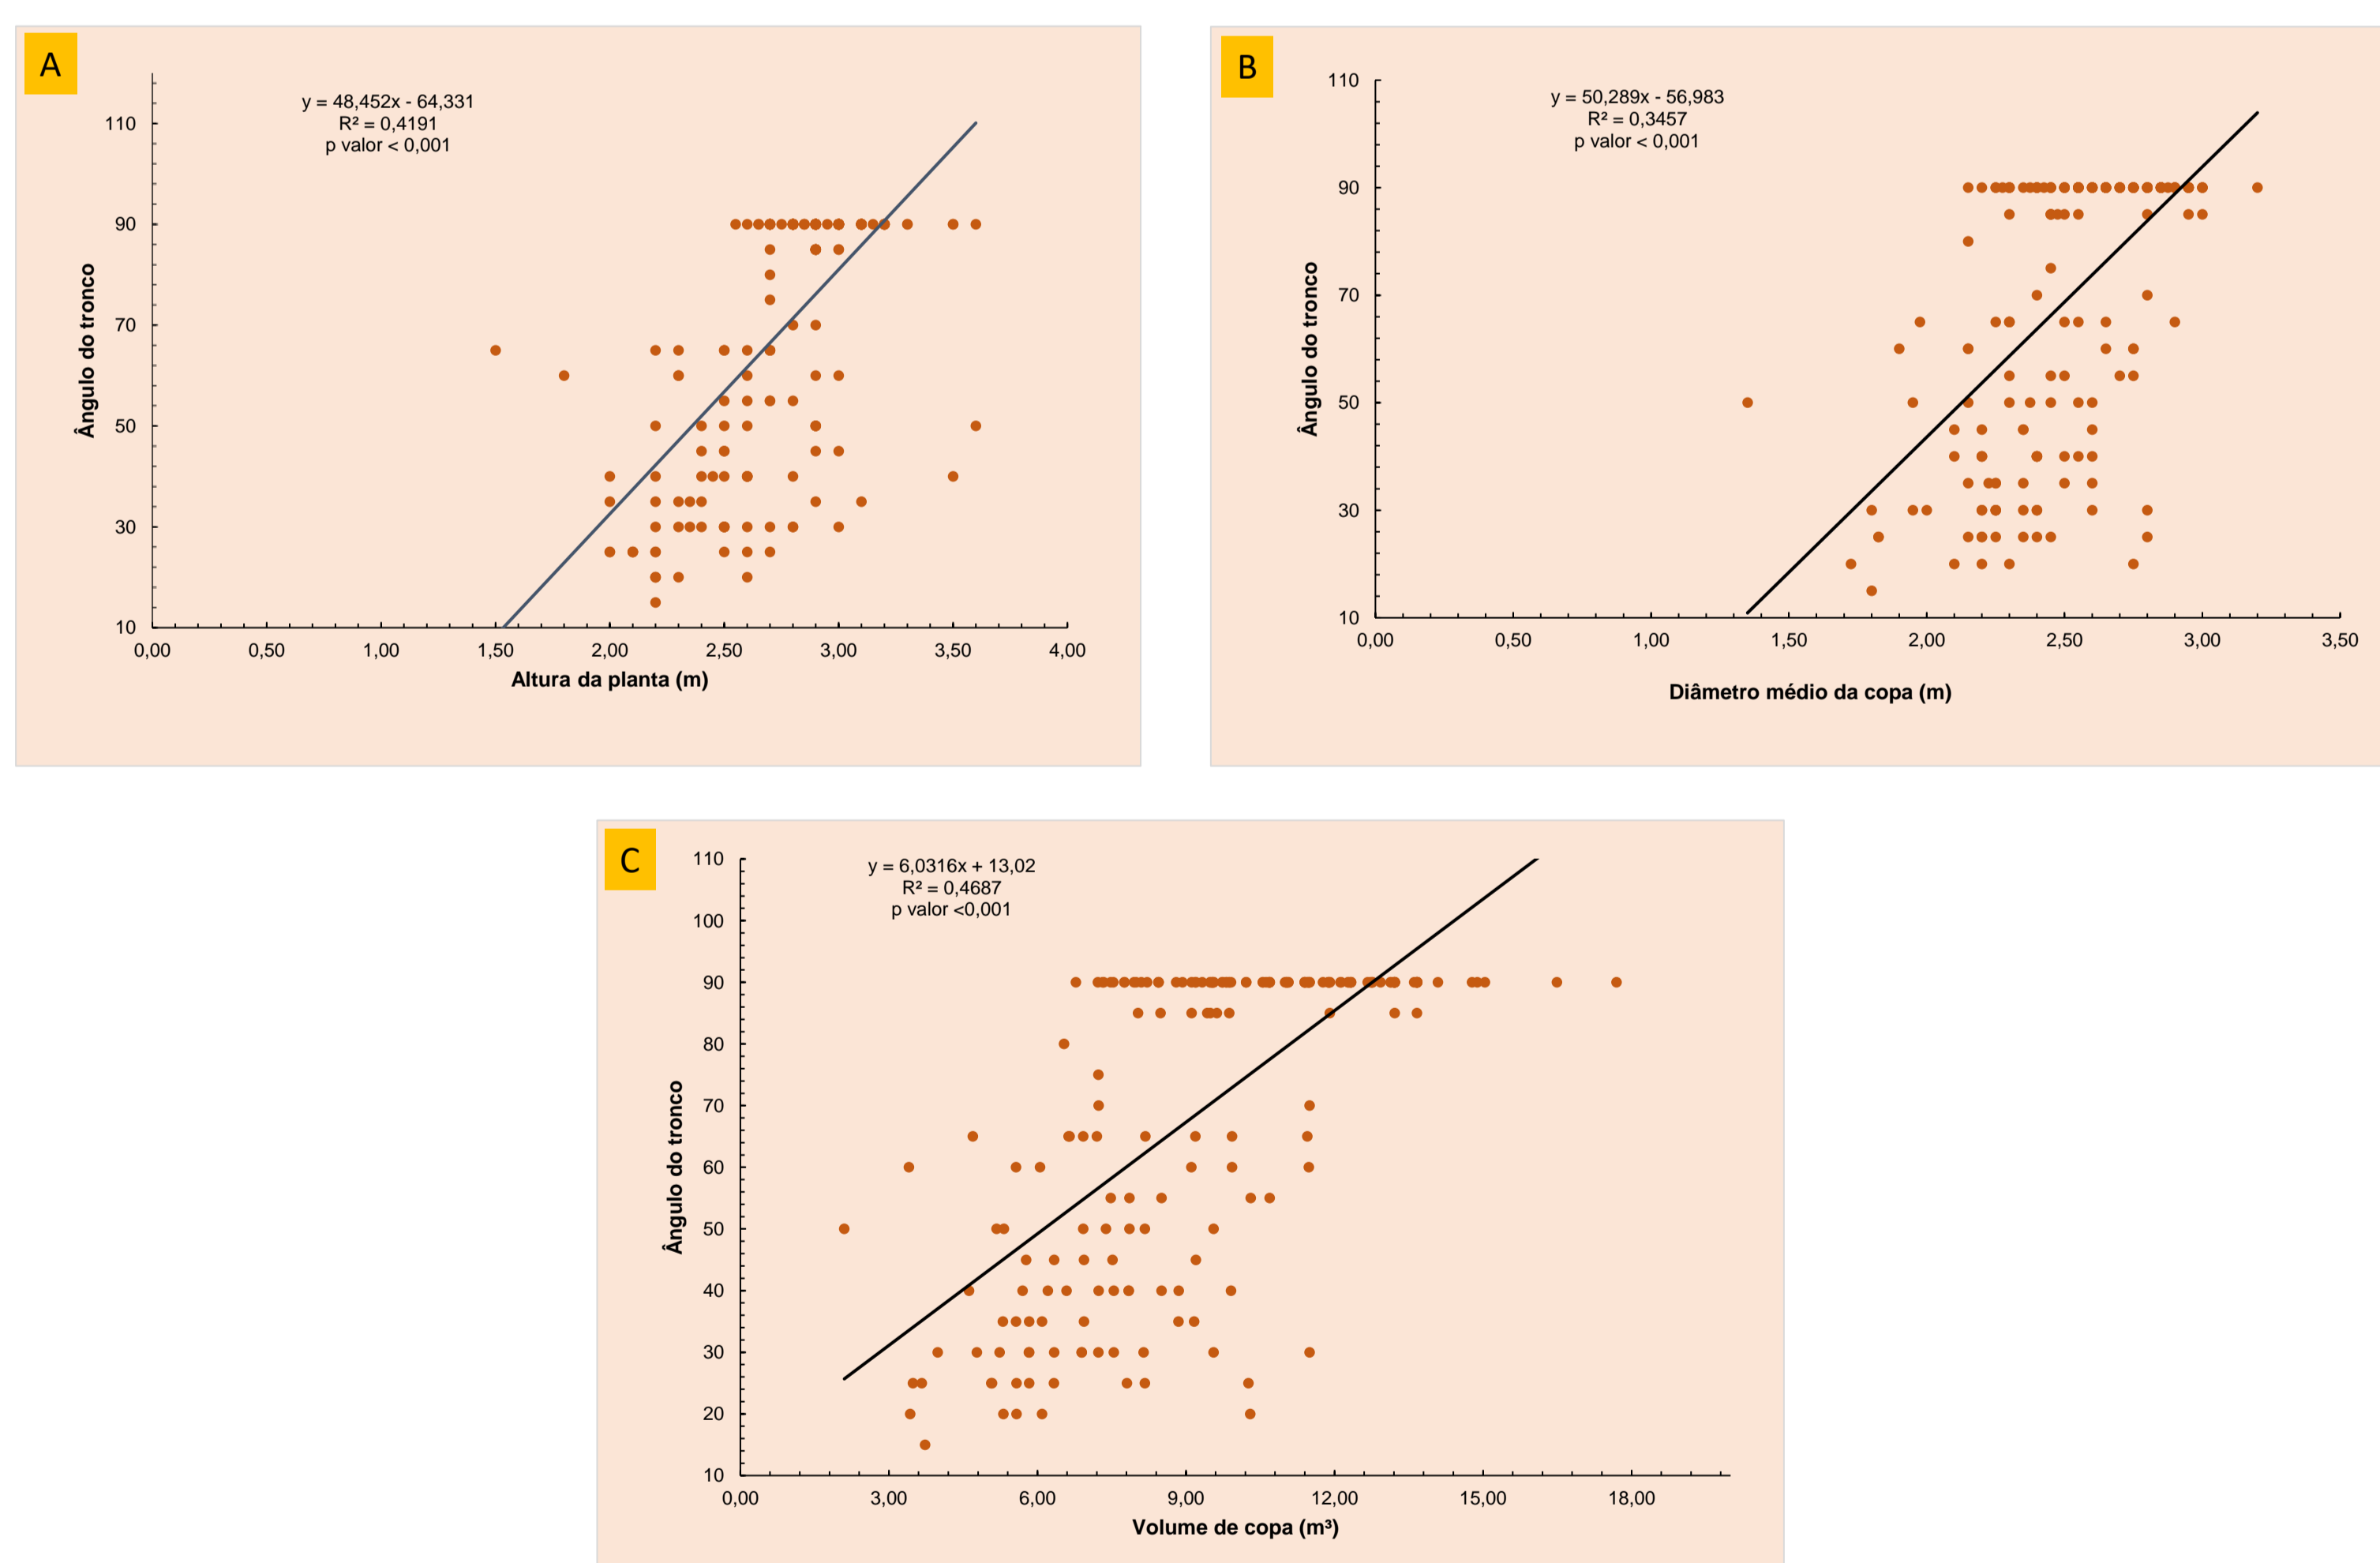 A
y = 48,452x - 64,331
R² = 0,4191
p valor < 0,001
110
90
70
50
30
10
Ângulo do tronco
0,00 0,50 1,00 1,50 2,00 2,50 3,00 3,50 4,00
Altura da planta (m)
B
y = 50,289x - 56,983
R² = 0,3457
p valor < 0,001
110
90
70
50
30
10
Ângulo do tronco
0,00 0,50 1,00 1,50 2,00 2,50 3,00 3,50
Diâmetro médio da copa (m)
C
y = 6,0316x + 13,02
R² = 0,4687
p valor <0,001
110
100
90
80
70
60
50
40
30
20
10
Ângulo do tronco
0,00 3,00 6,00 9,00 12,00 15,00 18,00
Volume de copa (m³)